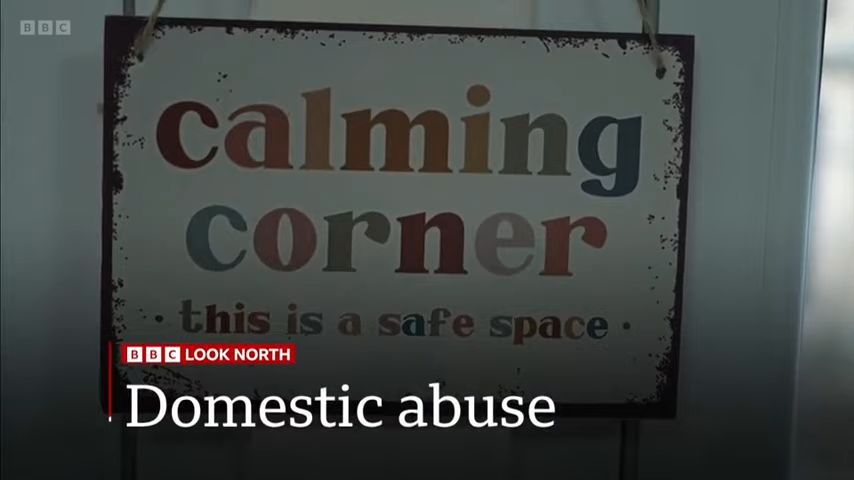 BBC
calming
corner
· this is a safe space ·
BBC LOOK NORTH
Domestic abuse